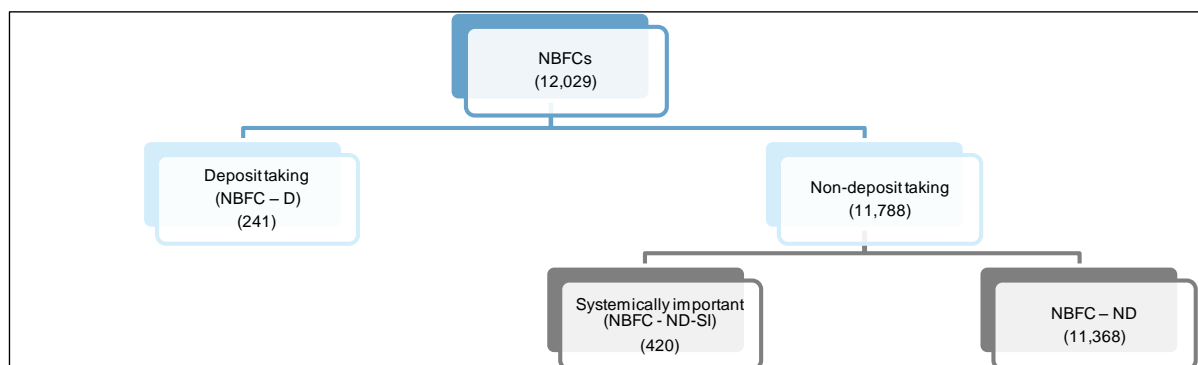 NBFCs
(12,029)
Deposit taking
(NBFC – D)
(241)
Non-deposit taking
(11,788)
Systemically important
(NBFC - ND-SI)
(420)
NBFC – ND
(11,368)